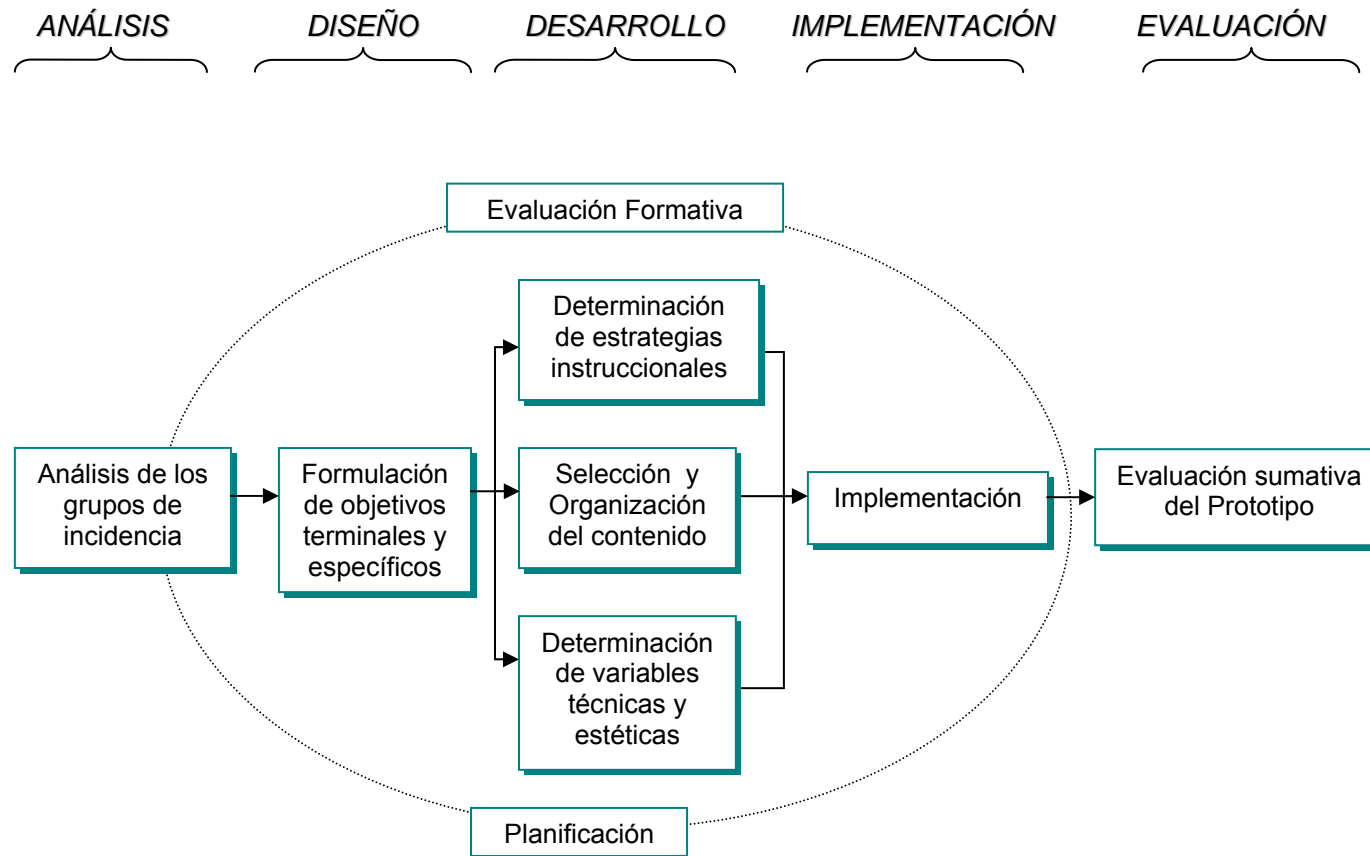 ANÁLISIS
DISEÑO
DESARROLLO
IMPLEMENTACIÓN
EVALUACIÓN
Evaluación Formativa
Análisis de los
grupos de
incidencia
Formulación
de objetivos
terminales y
específicos
Determinación
de estrategias
instruccionales
Selección y
Organización
del contenido
Determinación
de variables
técnicas y
estéticas
Implementación
Evaluación sumativa
del Prototipo
Planificación